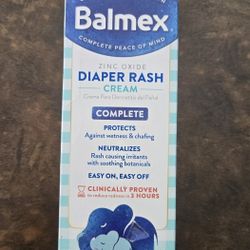 Balmex®
COMPLETE PEACE OF MIND
ZINC OXIDE
DIAPER RASH
CREAM
Crema Para Dermatitis del Pañal
COMPLETE
PROTECTS
Against wetness & chafing
NEUTRALIZES
Rash causing irritants
with soothing botanicals
EASY ON, EASY OFF
CLINICALLY PROVEN
to reduce redness in 3 HOURS